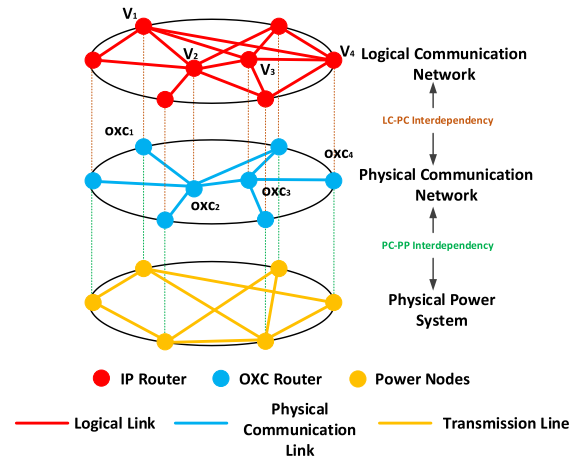 V1
V2
V3
V4
Logical Communication
Network
LC-PC Interdependency
OXC1
OXC2
OXC3
OXC4
Physical Communication
Network
PC-PP Interdependency
Physical Power
System
IP Router
OXC Router
Power Nodes
Logical Link
Physical
Communication
Link
Transmission Line